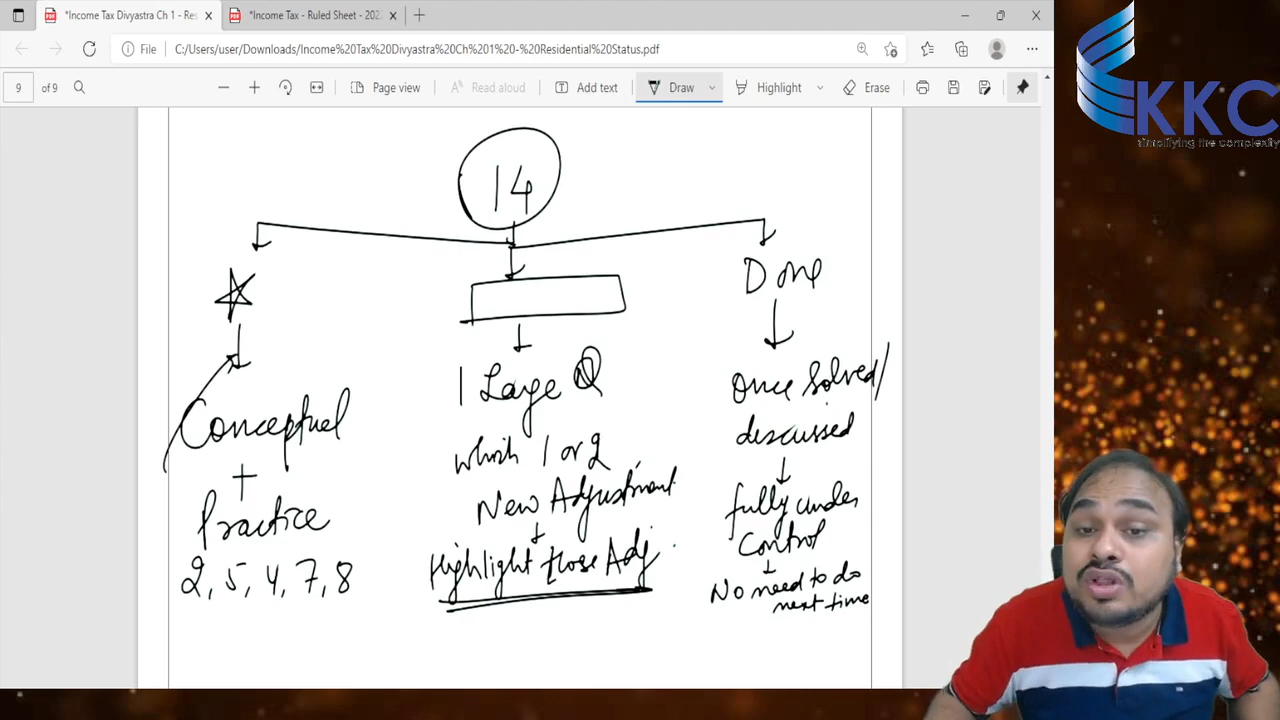 *Income Tax Divyastra Ch 1 - Res
*Income Tax - Ruled Sheet - 202
File
C:/Users/user/Downloads/Income%20Tax%20Divyastra%20Ch%201%20-%20Residential%20Status.pdf
9 of 9
Page view
Read aloud
Add text
Draw
Highlight
Erase
KKC
simplifying the complexity
14
Done
1 Large Q
which 1 or 2
New Adjustment
Highlight those Adj
Conceptual
+
Practice
2, 5, 4, 7, 8
Once Solved/
discussed
fully under
Control
No need to do
next time